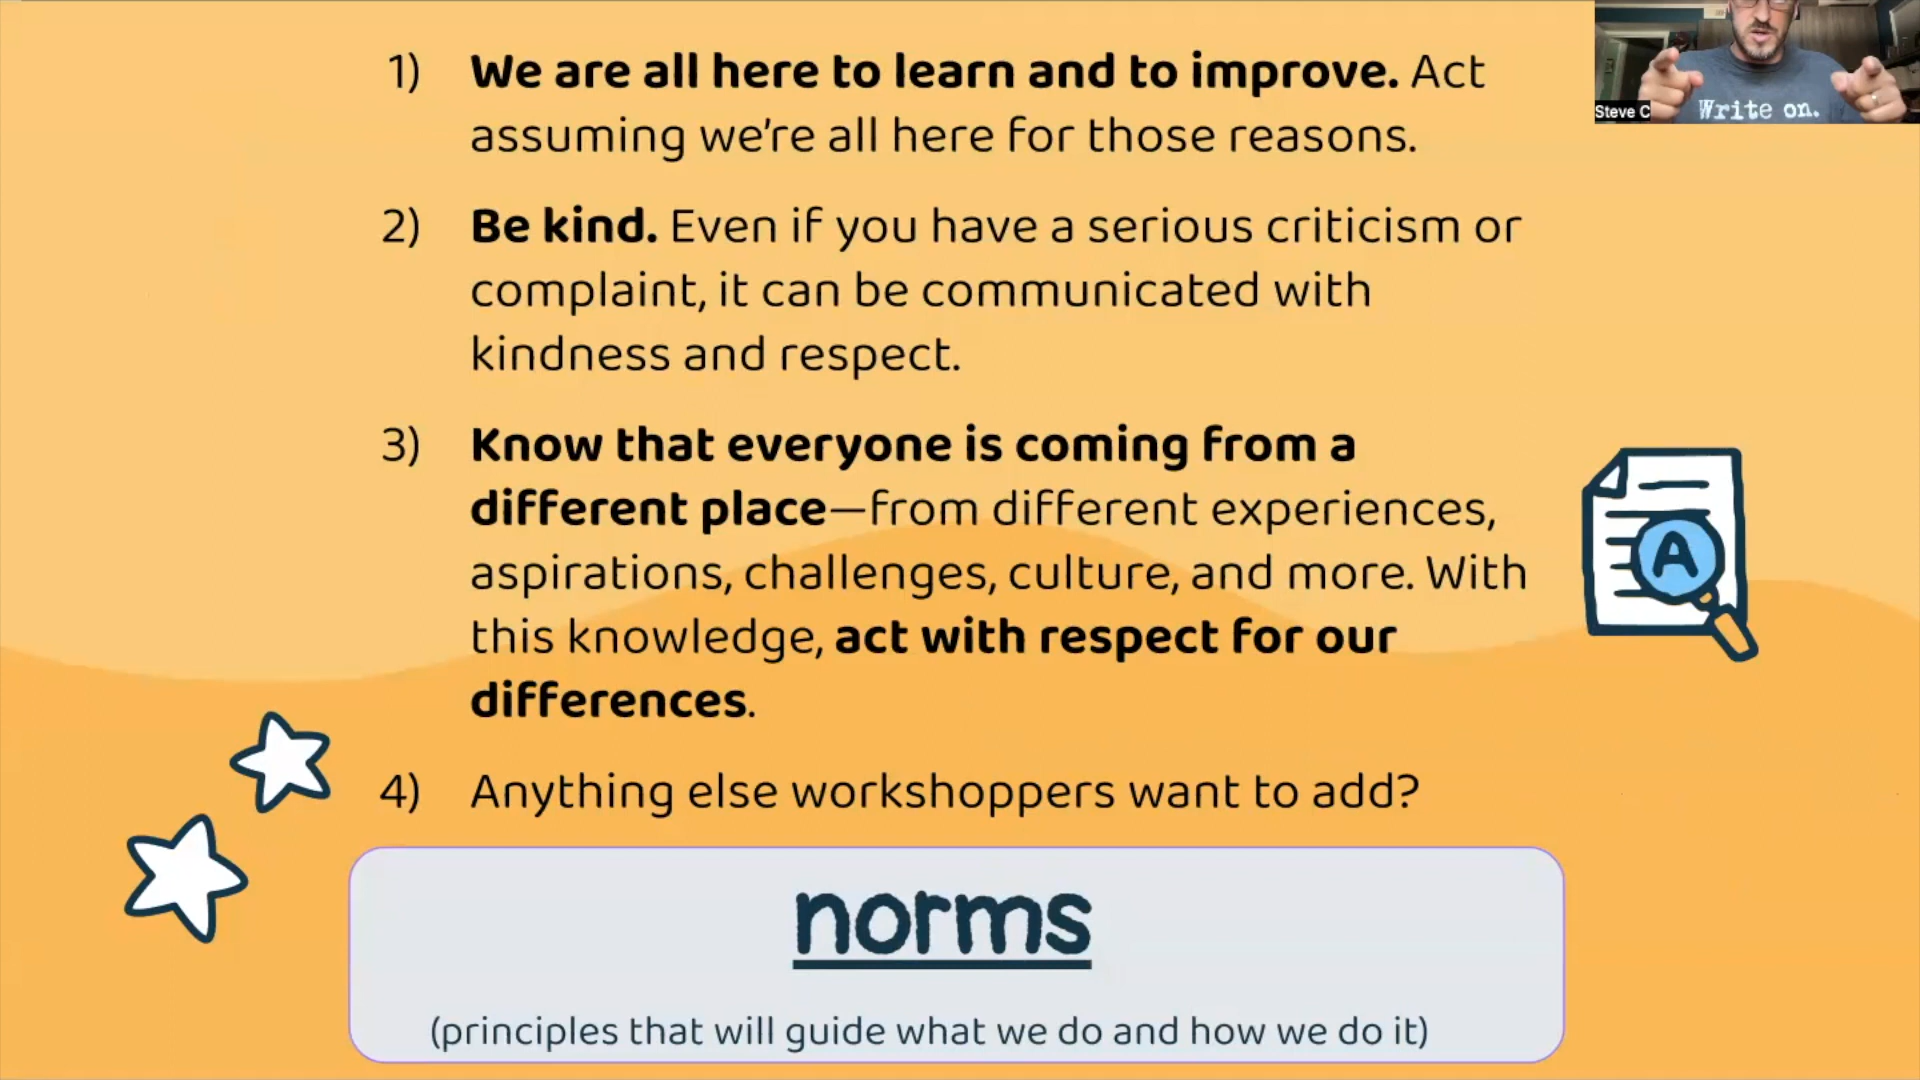 1) We are all here to learn and to improve. Act
assuming we're all here for those reasons.
2) Be kind. Even if you have a serious criticism or
complaint, it can be communicated with
kindness and respect.
3) Know that everyone is coming from a
different place—from different experiences,
aspirations, challenges, culture, and more. With
this knowledge, act with respect for our
differences.
4) Anything else workshoppers want to add?
norms
(principles that will guide what we do and how we do it)
Steve C
Write on.
A